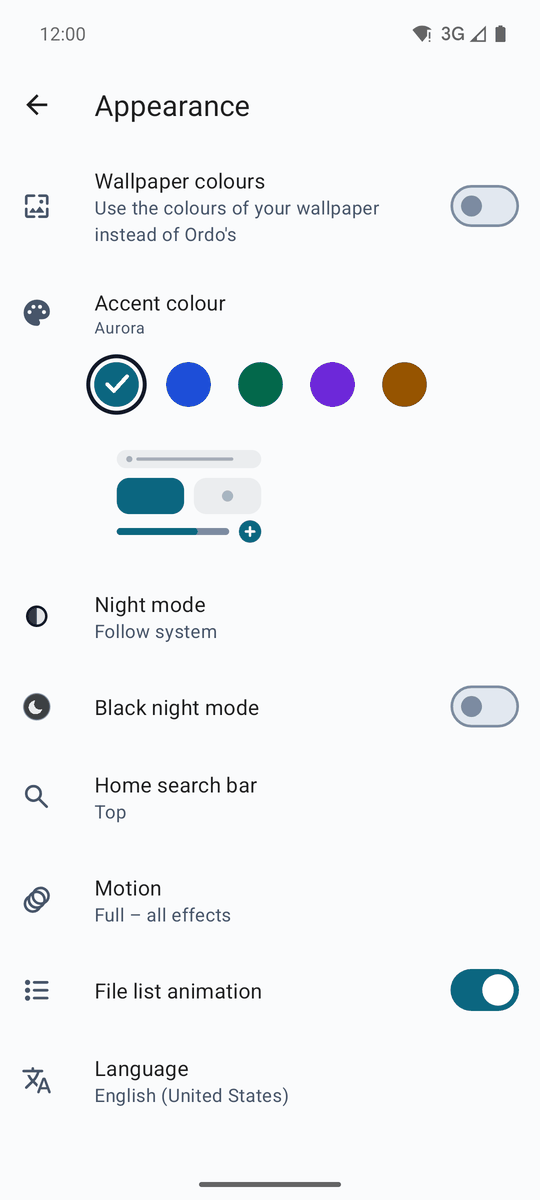 12:00
3G
Appearance
Wallpaper colours
Use the colours of your wallpaper
instead of Ordo's
Accent colour
Aurora
Night mode
Follow system
Black night mode
Home search bar
Top
Motion
Full – all effects
File list animation
Language
English (United States)